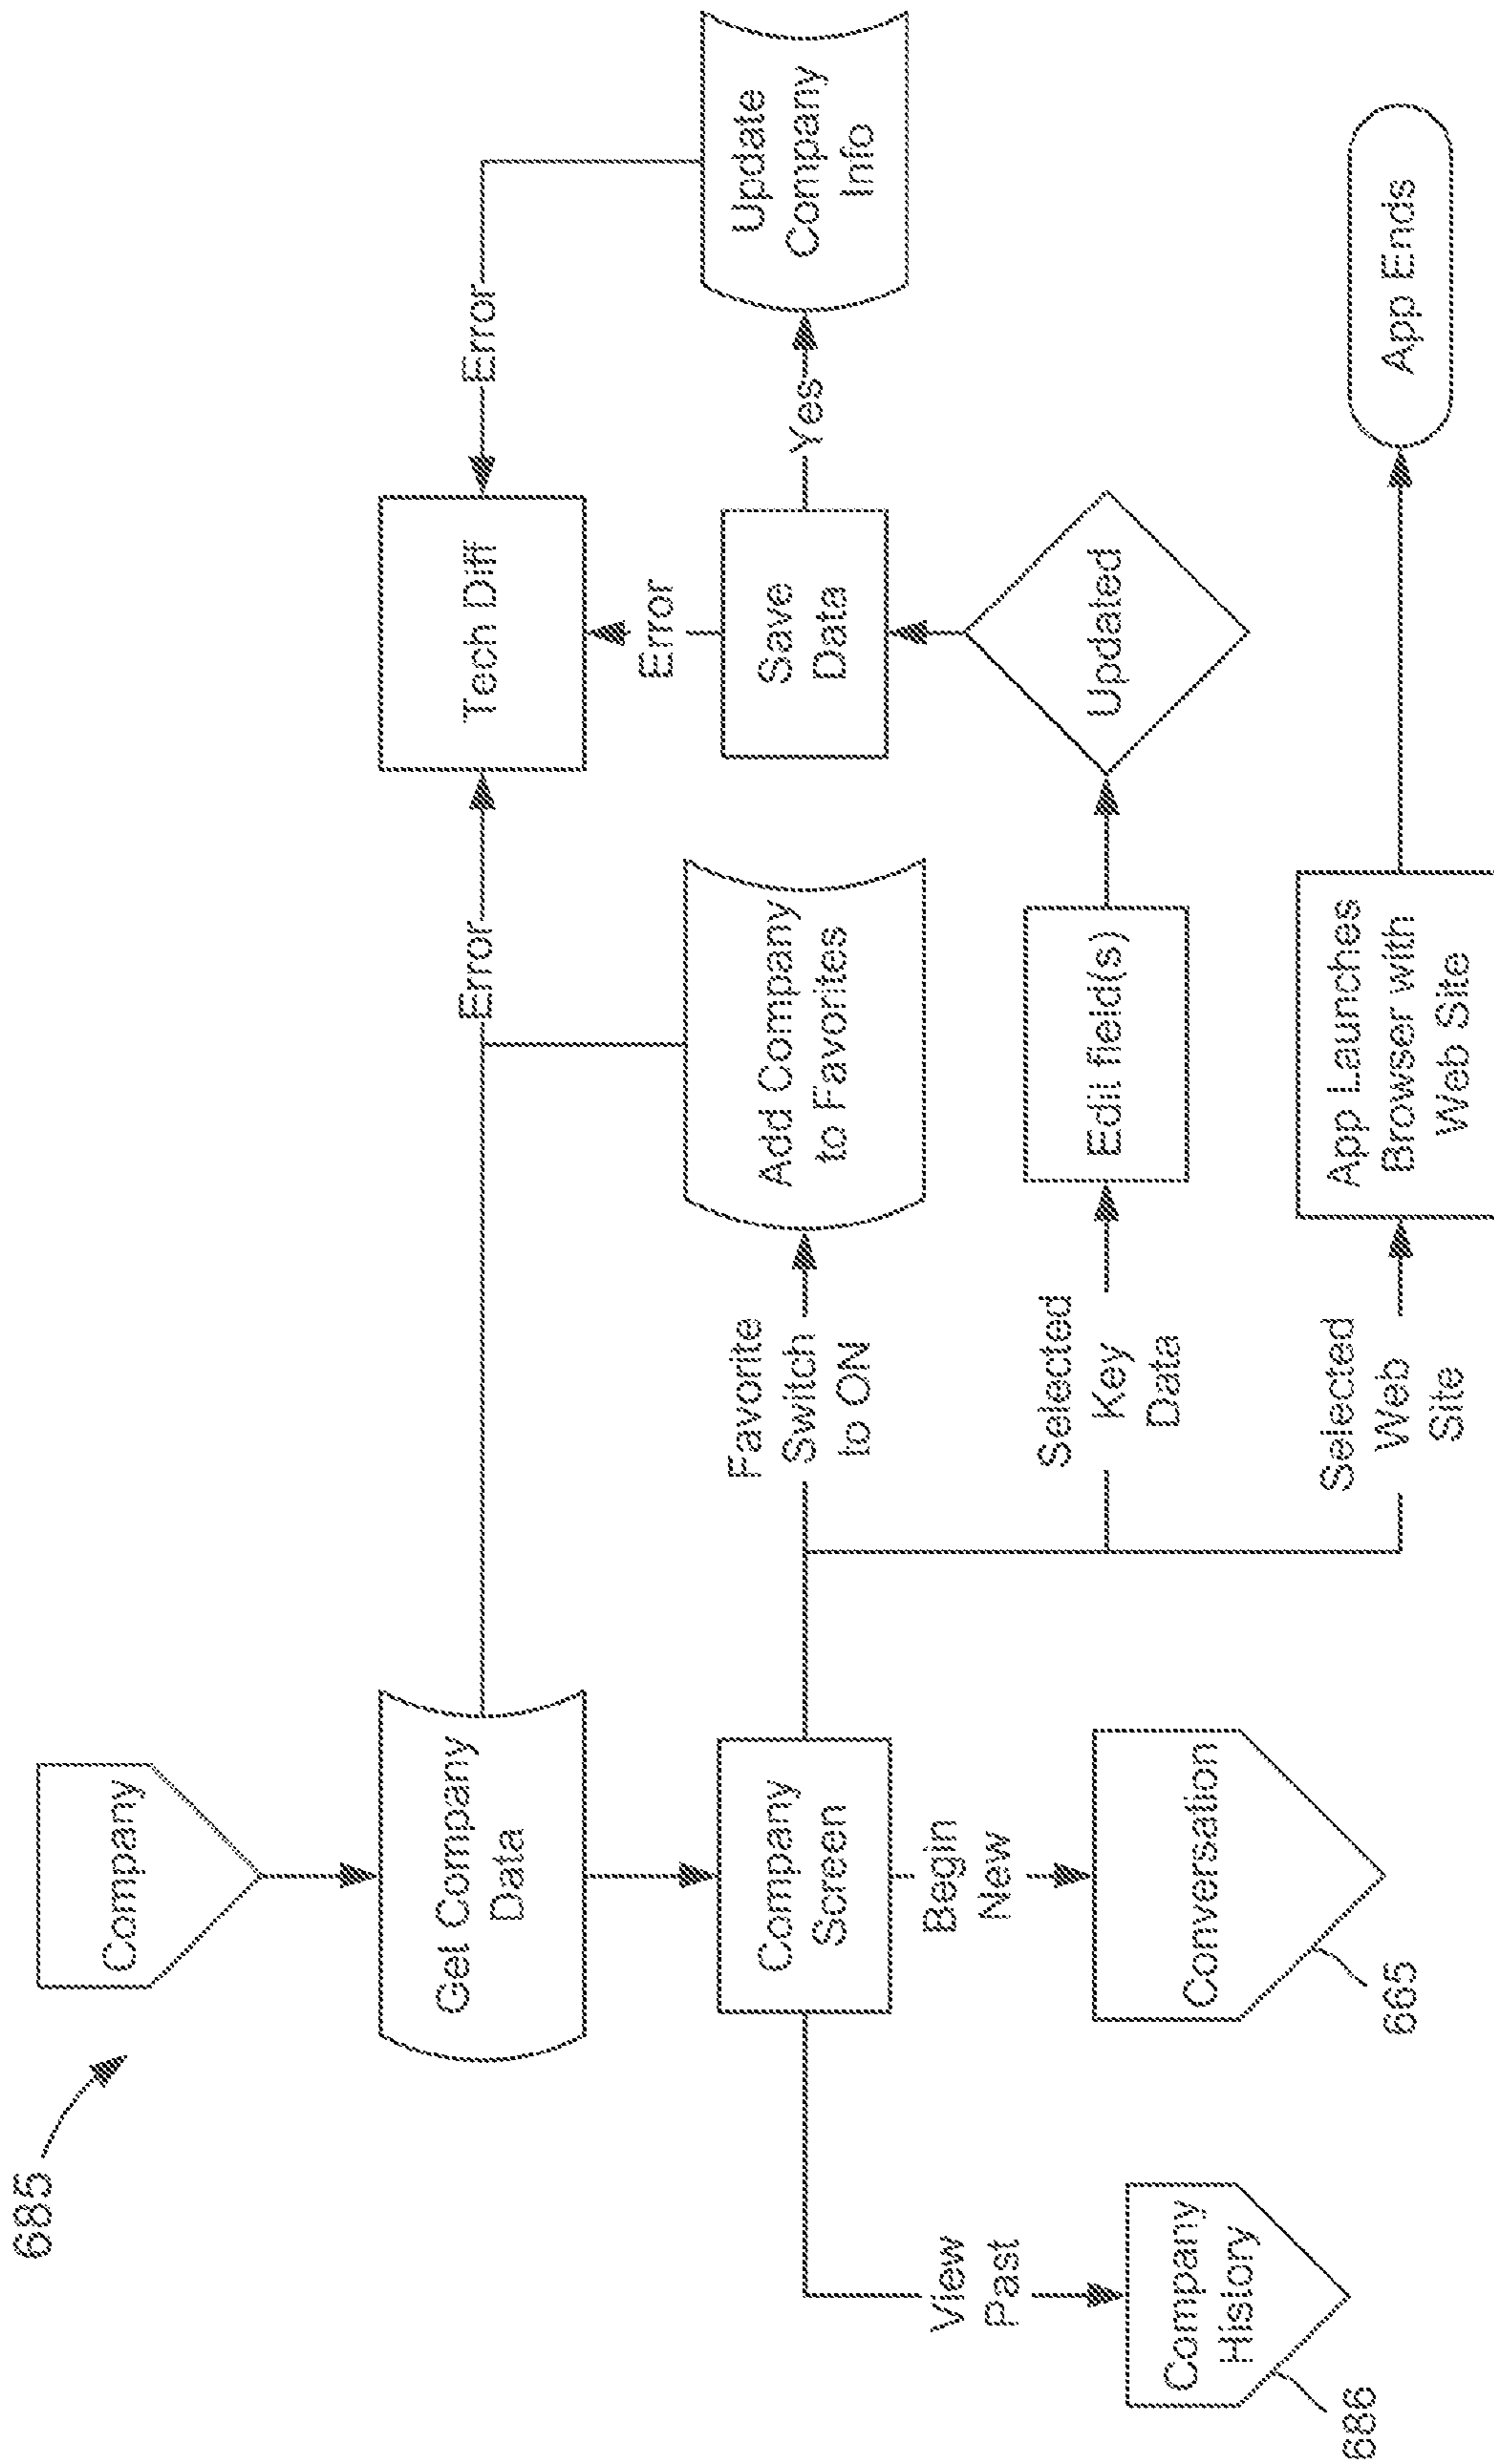 685
Company
Get Company
Data
Error
Tech Diff
Error
Company
Screen
View
Past
Company
History
686
Begin
New
Conversation
665
Favorite
Switch
to ON
Add Company
to Favorites
Error
Save
Data
Yes
Update
Company
Info
Selected
Key
Data
Edit field(s)
Updated
Selected
Web
Site
App Launches
Browser with
Web Site
App Ends